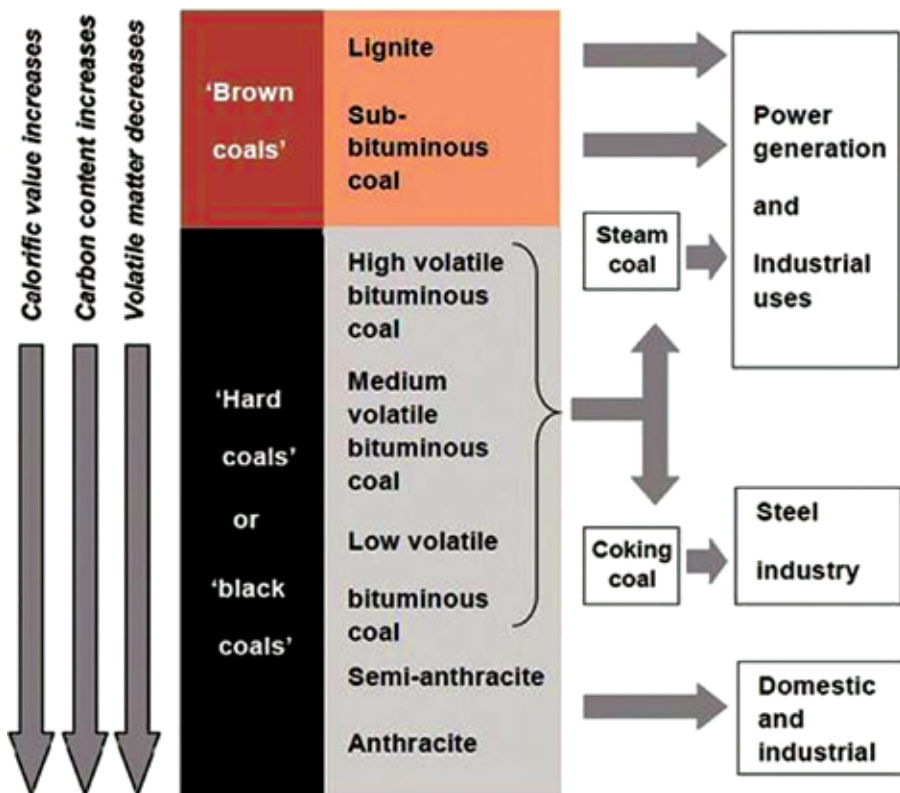 Calorific value increases
Carbon content increases
Volatile matter decreases
‘Brown
coals’
‘Hard
coals’
or
‘black
coals’
Lignite
Sub-
bituminous
coal
High volatile
bituminous
coal
Medium
volatile
bituminous
coal
Low volatile
bituminous
coal
Semi-anthracite
Anthracite
Steam
coal
Coking
coal
Power
generation
and
Industrial
uses
Steel
industry
Domestic
and
industrial